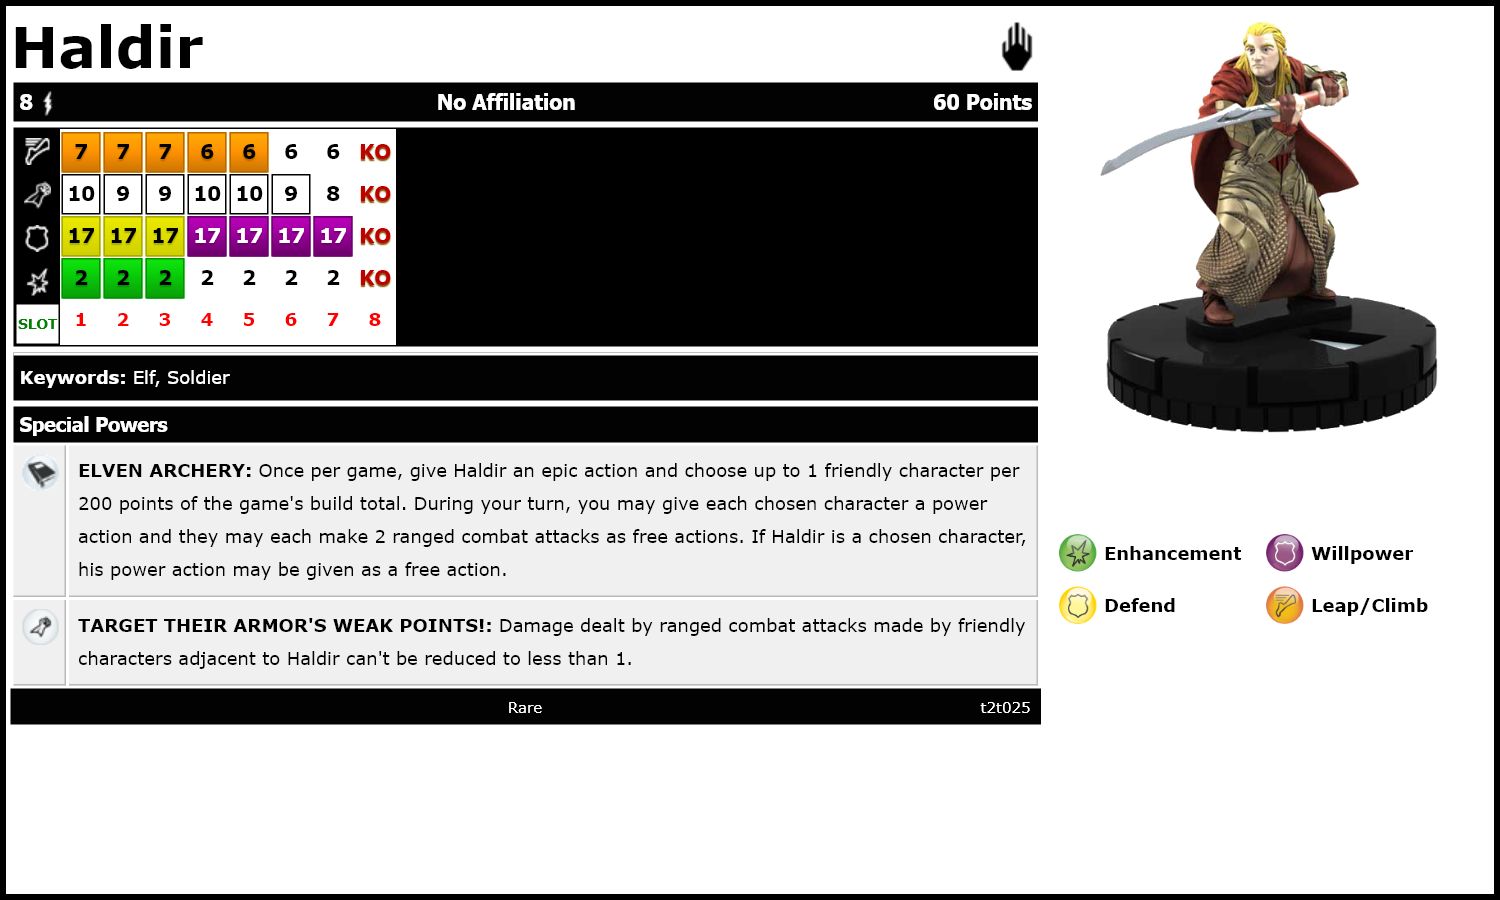 Haldir
8 No Affiliation 60 Points
7 7 7 6 6 6 6 KO
10 9 9 10 10 9 8 KO
17 17 17 17 17 17 17 KO
2 2 2 2 2 2 2 KO
SLOT 1 2 3 4 5 6 7 8
Keywords: Elf, Soldier
Special Powers
ELVEN ARCHERY: Once per game, give Haldir an epic action and choose up to 1 friendly character per
200 points of the game's build total. During your turn, you may give each chosen character a power
action and they may each make 2 ranged combat attacks as free actions. If Haldir is a chosen character,
his power action may be given as a free action.
TARGET THEIR ARMOR'S WEAK POINTS!: Damage dealt by ranged combat attacks made by friendly
characters adjacent to Haldir can't be reduced to less than 1.
Rare t2t025
Enhancement Willpower
Defend Leap/Climb